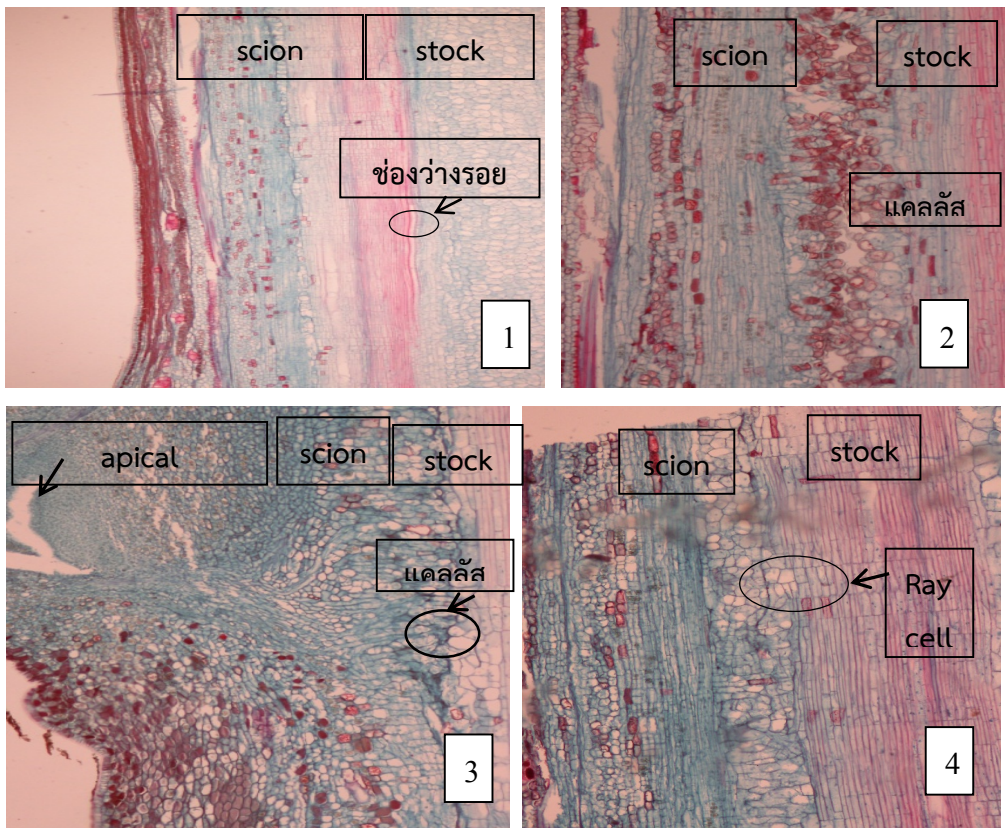 scion
stock
ช่องว่างรอย
1
scion
stock
แคลลัส
2
apical
scion
stock
แคลลัส
3
scion
stock
Ray
cell
4